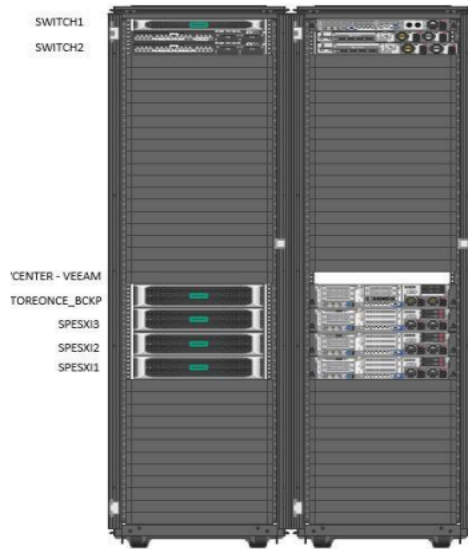 SWITCH1
SWITCH2
'CENTER - VEEAM
TOREONCE_BCKP
SPESXI3
SPESXI2
SPESXI1